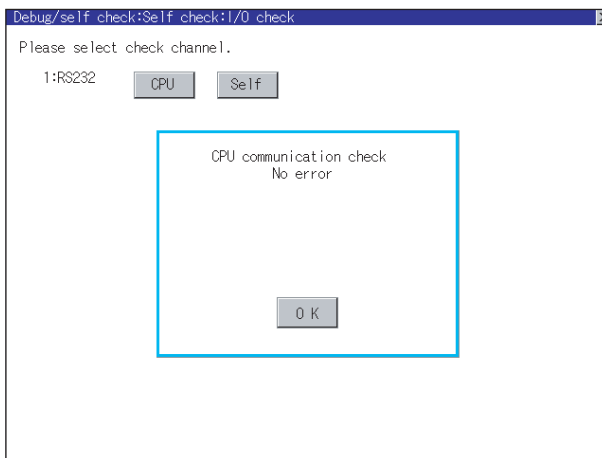 Debug/self check:Self check:I/O check
Please select check channel.
1:RS232 CPU Self
CPU communication check
No error
O K